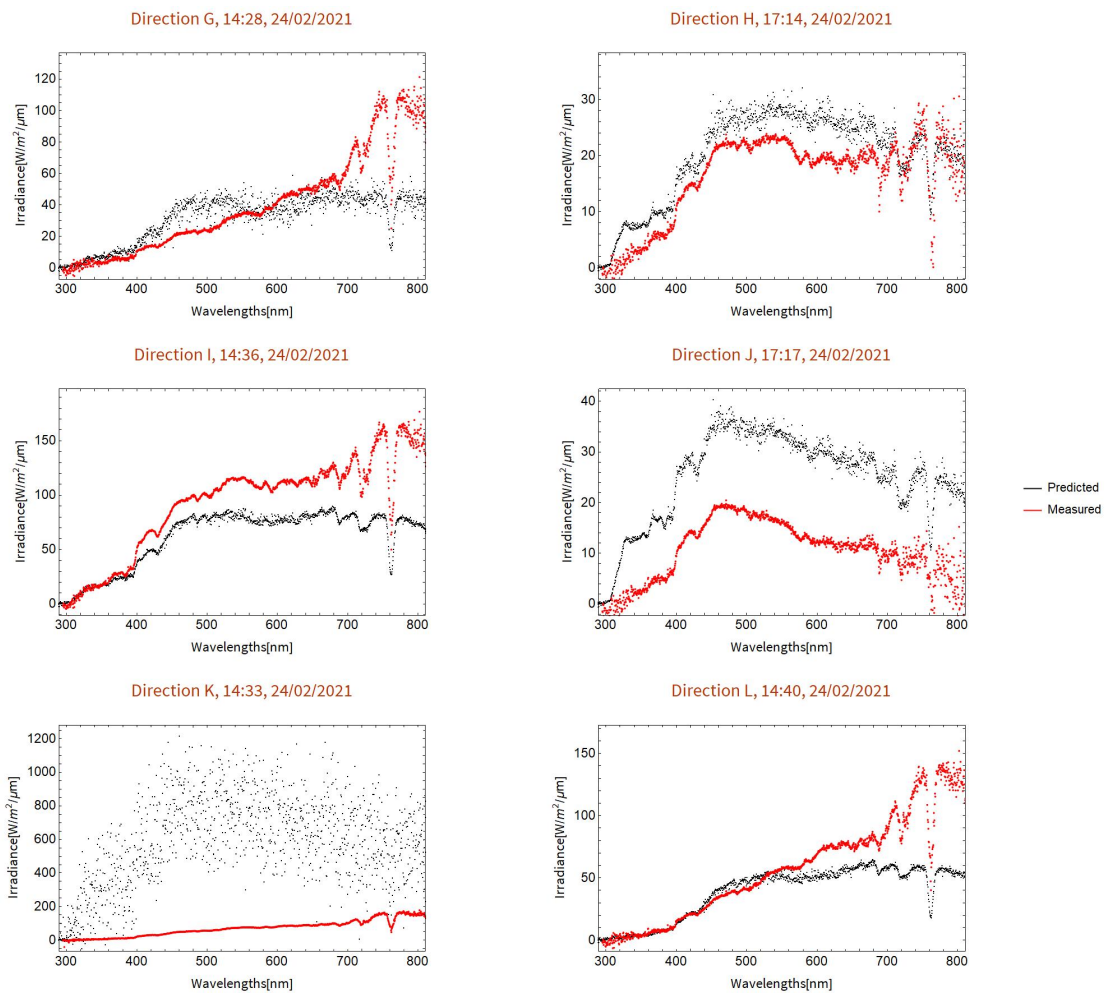 Direction G, 14:28, 24/02/2021
Irradiance[W/m²/μm]
120
100
80
60
40
20
0
300 400 500 600 700 800
Wavelengths[nm]
Direction H, 17:14, 24/02/2021
Irradiance[W/m²/μm]
30
20
10
0
300 400 500 600 700 800
Wavelengths[nm]
Direction I, 14:36, 24/02/2021
Irradiance[W/m²/μm]
150
100
50
0
300 400 500 600 700 800
Wavelengths[nm]
Direction J, 17:17, 24/02/2021
Irradiance[W/m²/μm]
40
30
20
10
0
300 400 500 600 700 800
Wavelengths[nm]
Predicted
Measured
Direction K, 14:33, 24/02/2021
Irradiance[W/m²/μm]
1200
1000
800
600
400
200
0
300 400 500 600 700 800
Wavelengths[nm]
Direction L, 14:40, 24/02/2021
Irradiance[W/m²/μm]
150
100
50
0
300 400 500 600 700 800
Wavelengths[nm]